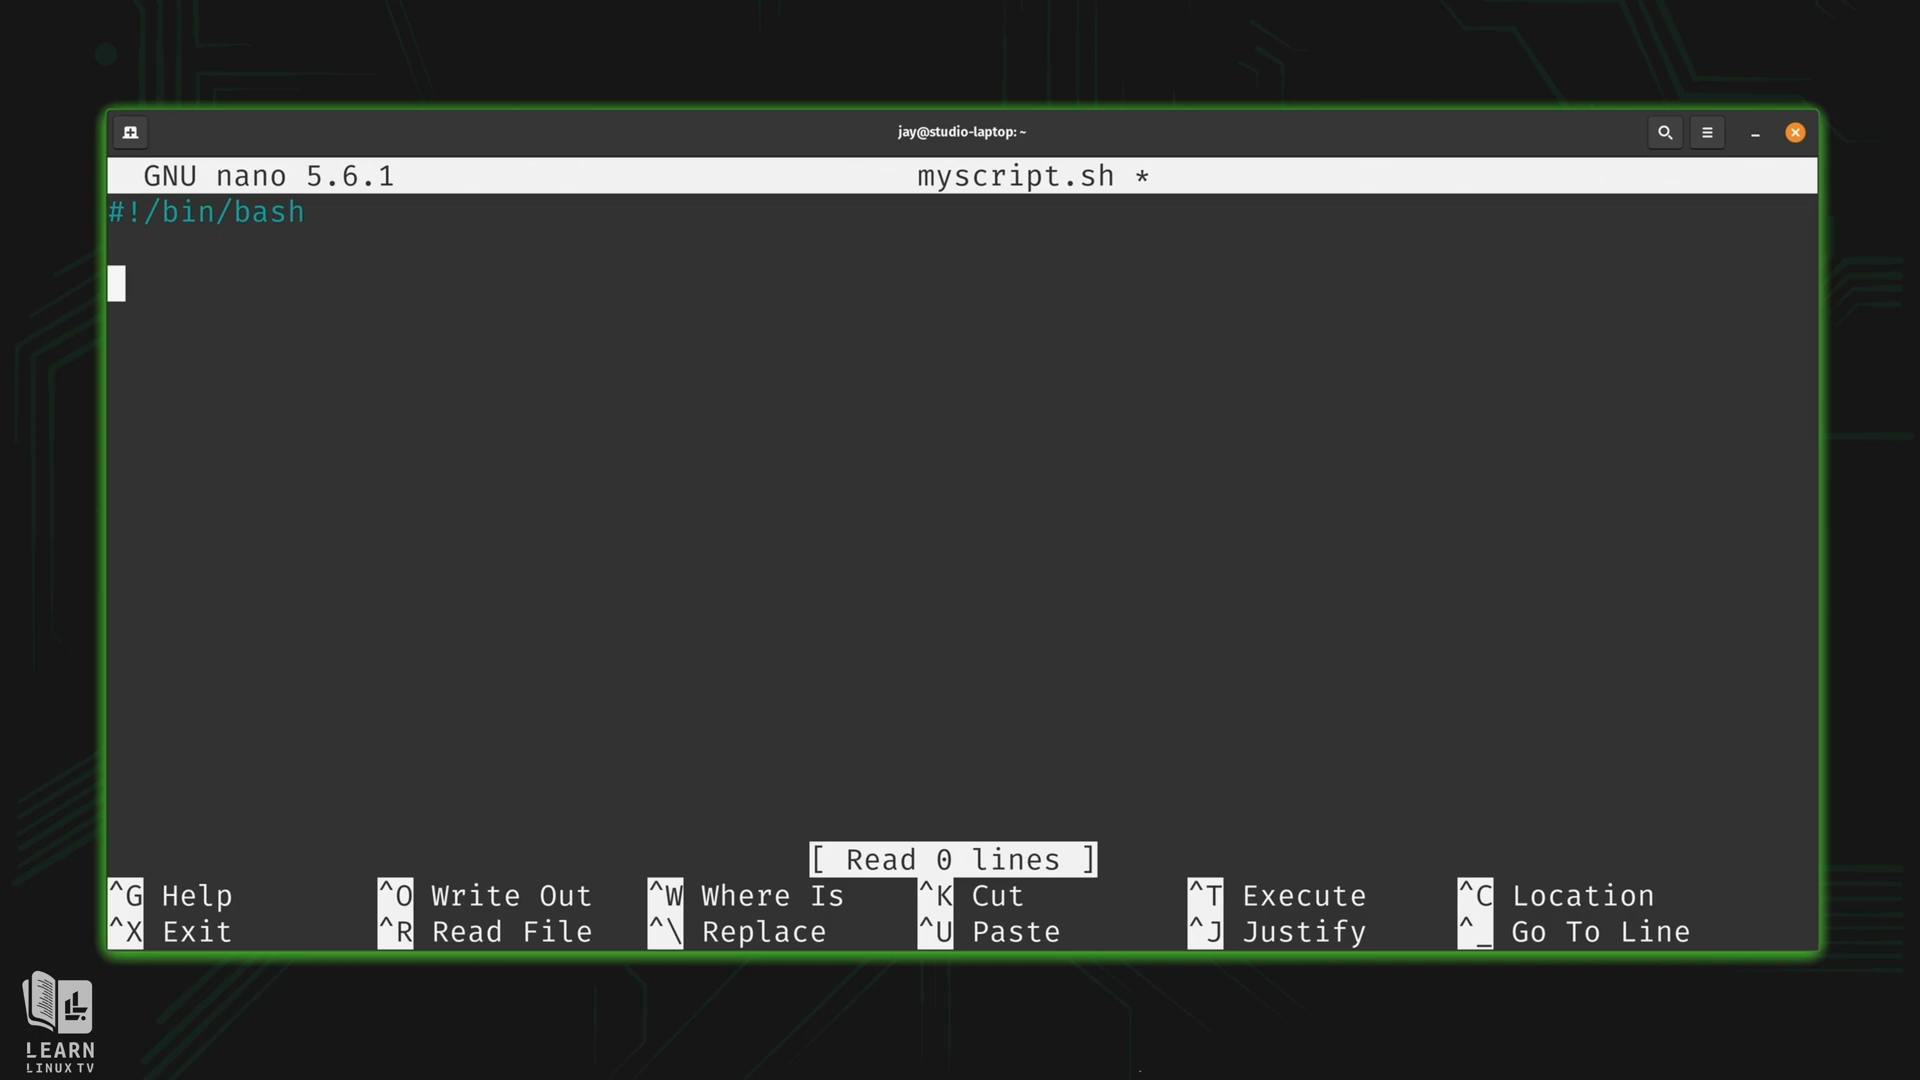 jay@studio-laptop: ~
GNU nano 5.6.1 myscript.sh *
#!/bin/bash
[ Read 0 lines ]
^G Help ^O Write Out ^W Where Is ^K Cut ^T Execute ^C Location
^X Exit ^R Read File ^\ Replace ^U Paste ^J Justify ^_ Go To Line
LEARN
LINUX TV